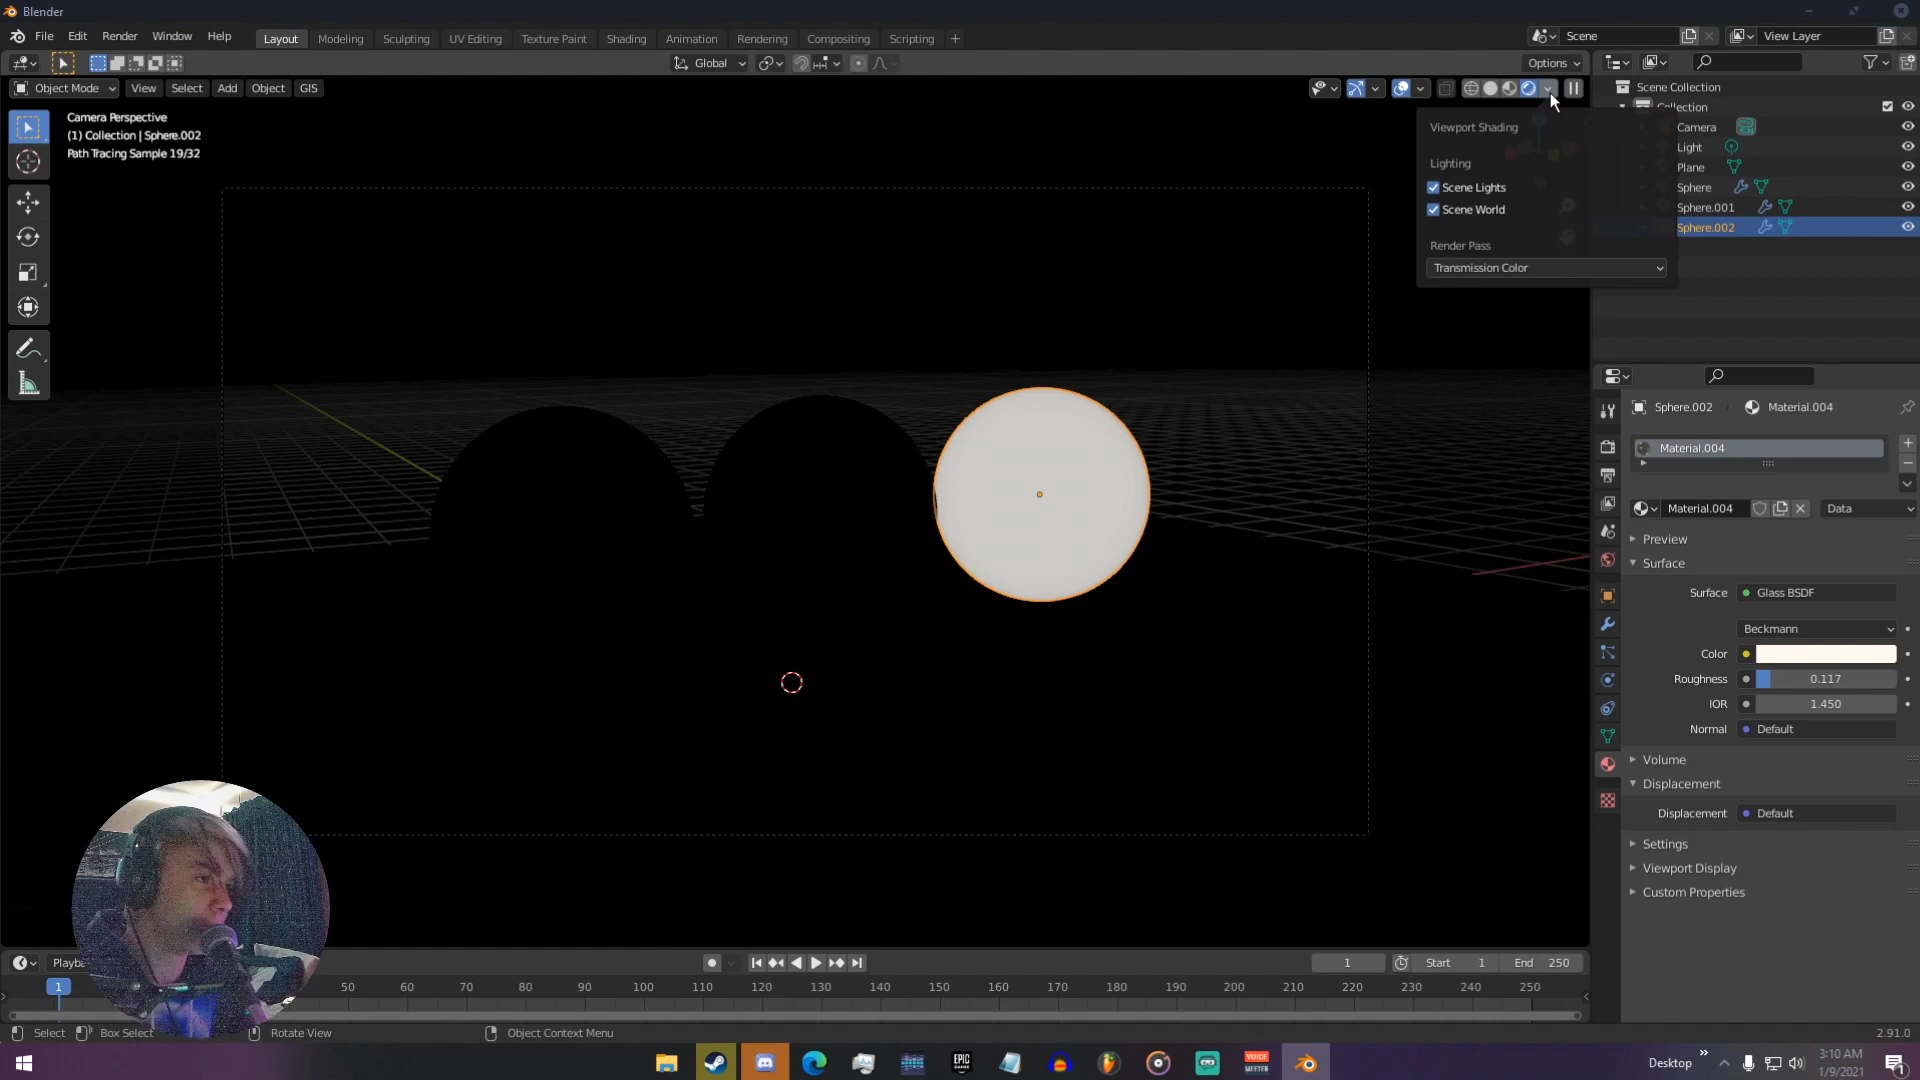 Blender
File Edit Render Window Help
Layout Modeling Sculpting UV Editing Texture Paint Shading Animation Rendering Compositing Scripting
Scene
View Layer
Global
Options
Object Mode View Select Add Object GIS
Camera Perspective
(1) Collection | Sphere.002
Path Tracing Sample 19/32
Viewport Shading
Lighting
Scene Lights
Scene World
Render Pass
Transmission Color
Scene Collection
Collection
Camera
Light
Plane
Sphere
Sphere.001
Sphere.002
Sphere.002 Material.004
Material.004
Material.004 Data
Preview
Surface
Surface Glass BSDF
Beckmann
Color
Roughness 0.117
IOR 1.450
Normal Default
Volume
Displacement
Displacement Default
Settings
Viewport Display
Custom Properties
1 Start 1 End 250
1 50 60 70 80 90 100 110 120 130 140 150 160 170 180 190 200 210 220 230 240 250
Select Box Select Rotate View Object Context Menu 2.91.0
EPIC GAMES
VOICE MEETER
Desktop
3:10 AM
1/9/2021
1